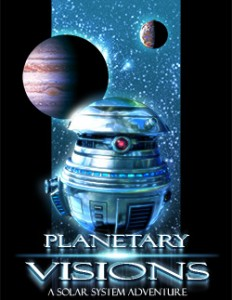 PLANETARY
VISIONS
A SOLAR SYSTEM ADVENTURE